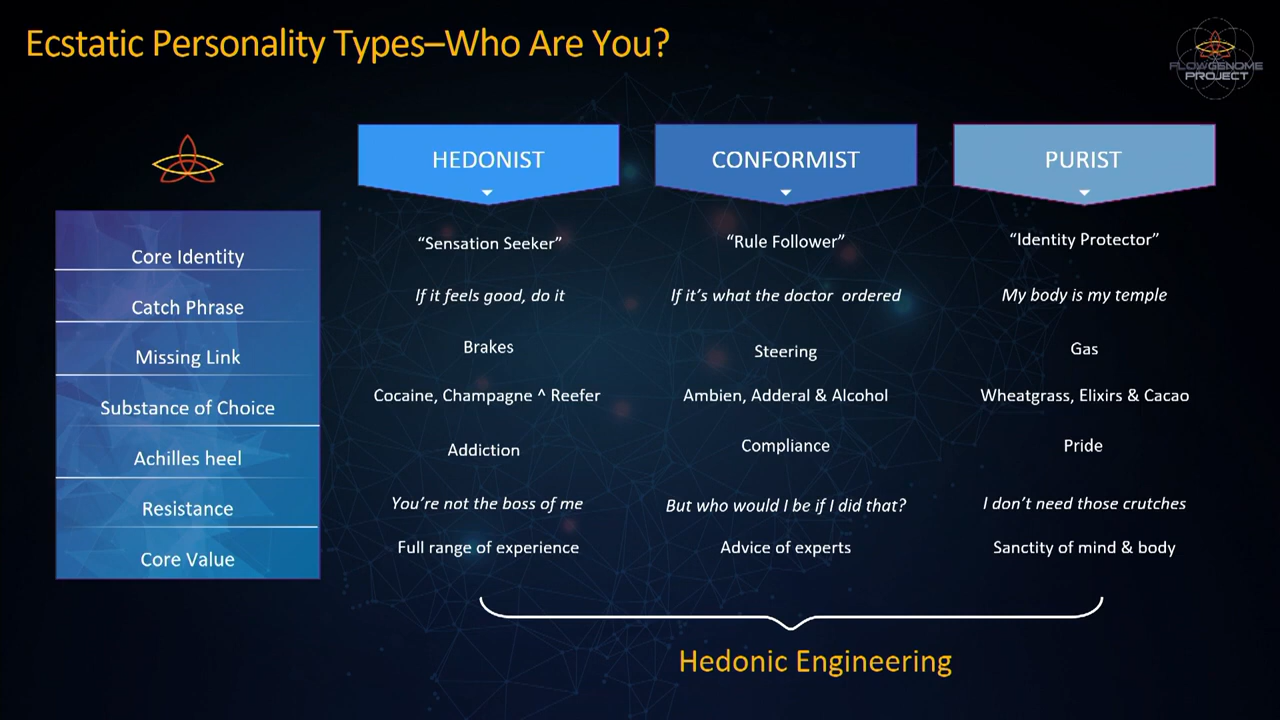 Ecstatic Personality Types–Who Are You?
FLOWGENOME
PROJECT
HEDONIST
CONFORMIST
PURIST
Core Identity
“Sensation Seeker”
“Rule Follower”
“Identity Protector”
Catch Phrase
If it feels good, do it
If it’s what the doctor ordered
My body is my temple
Missing Link
Brakes
Steering
Gas
Substance of Choice
Cocaine, Champagne ^ Reefer
Ambien, Adderal & Alcohol
Wheatgrass, Elixirs & Cacao
Achilles heel
Addiction
Compliance
Pride
Resistance
You’re not the boss of me
But who would I be if I did that?
I don’t need those crutches
Core Value
Full range of experience
Advice of experts
Sanctity of mind & body
Hedonic Engineering